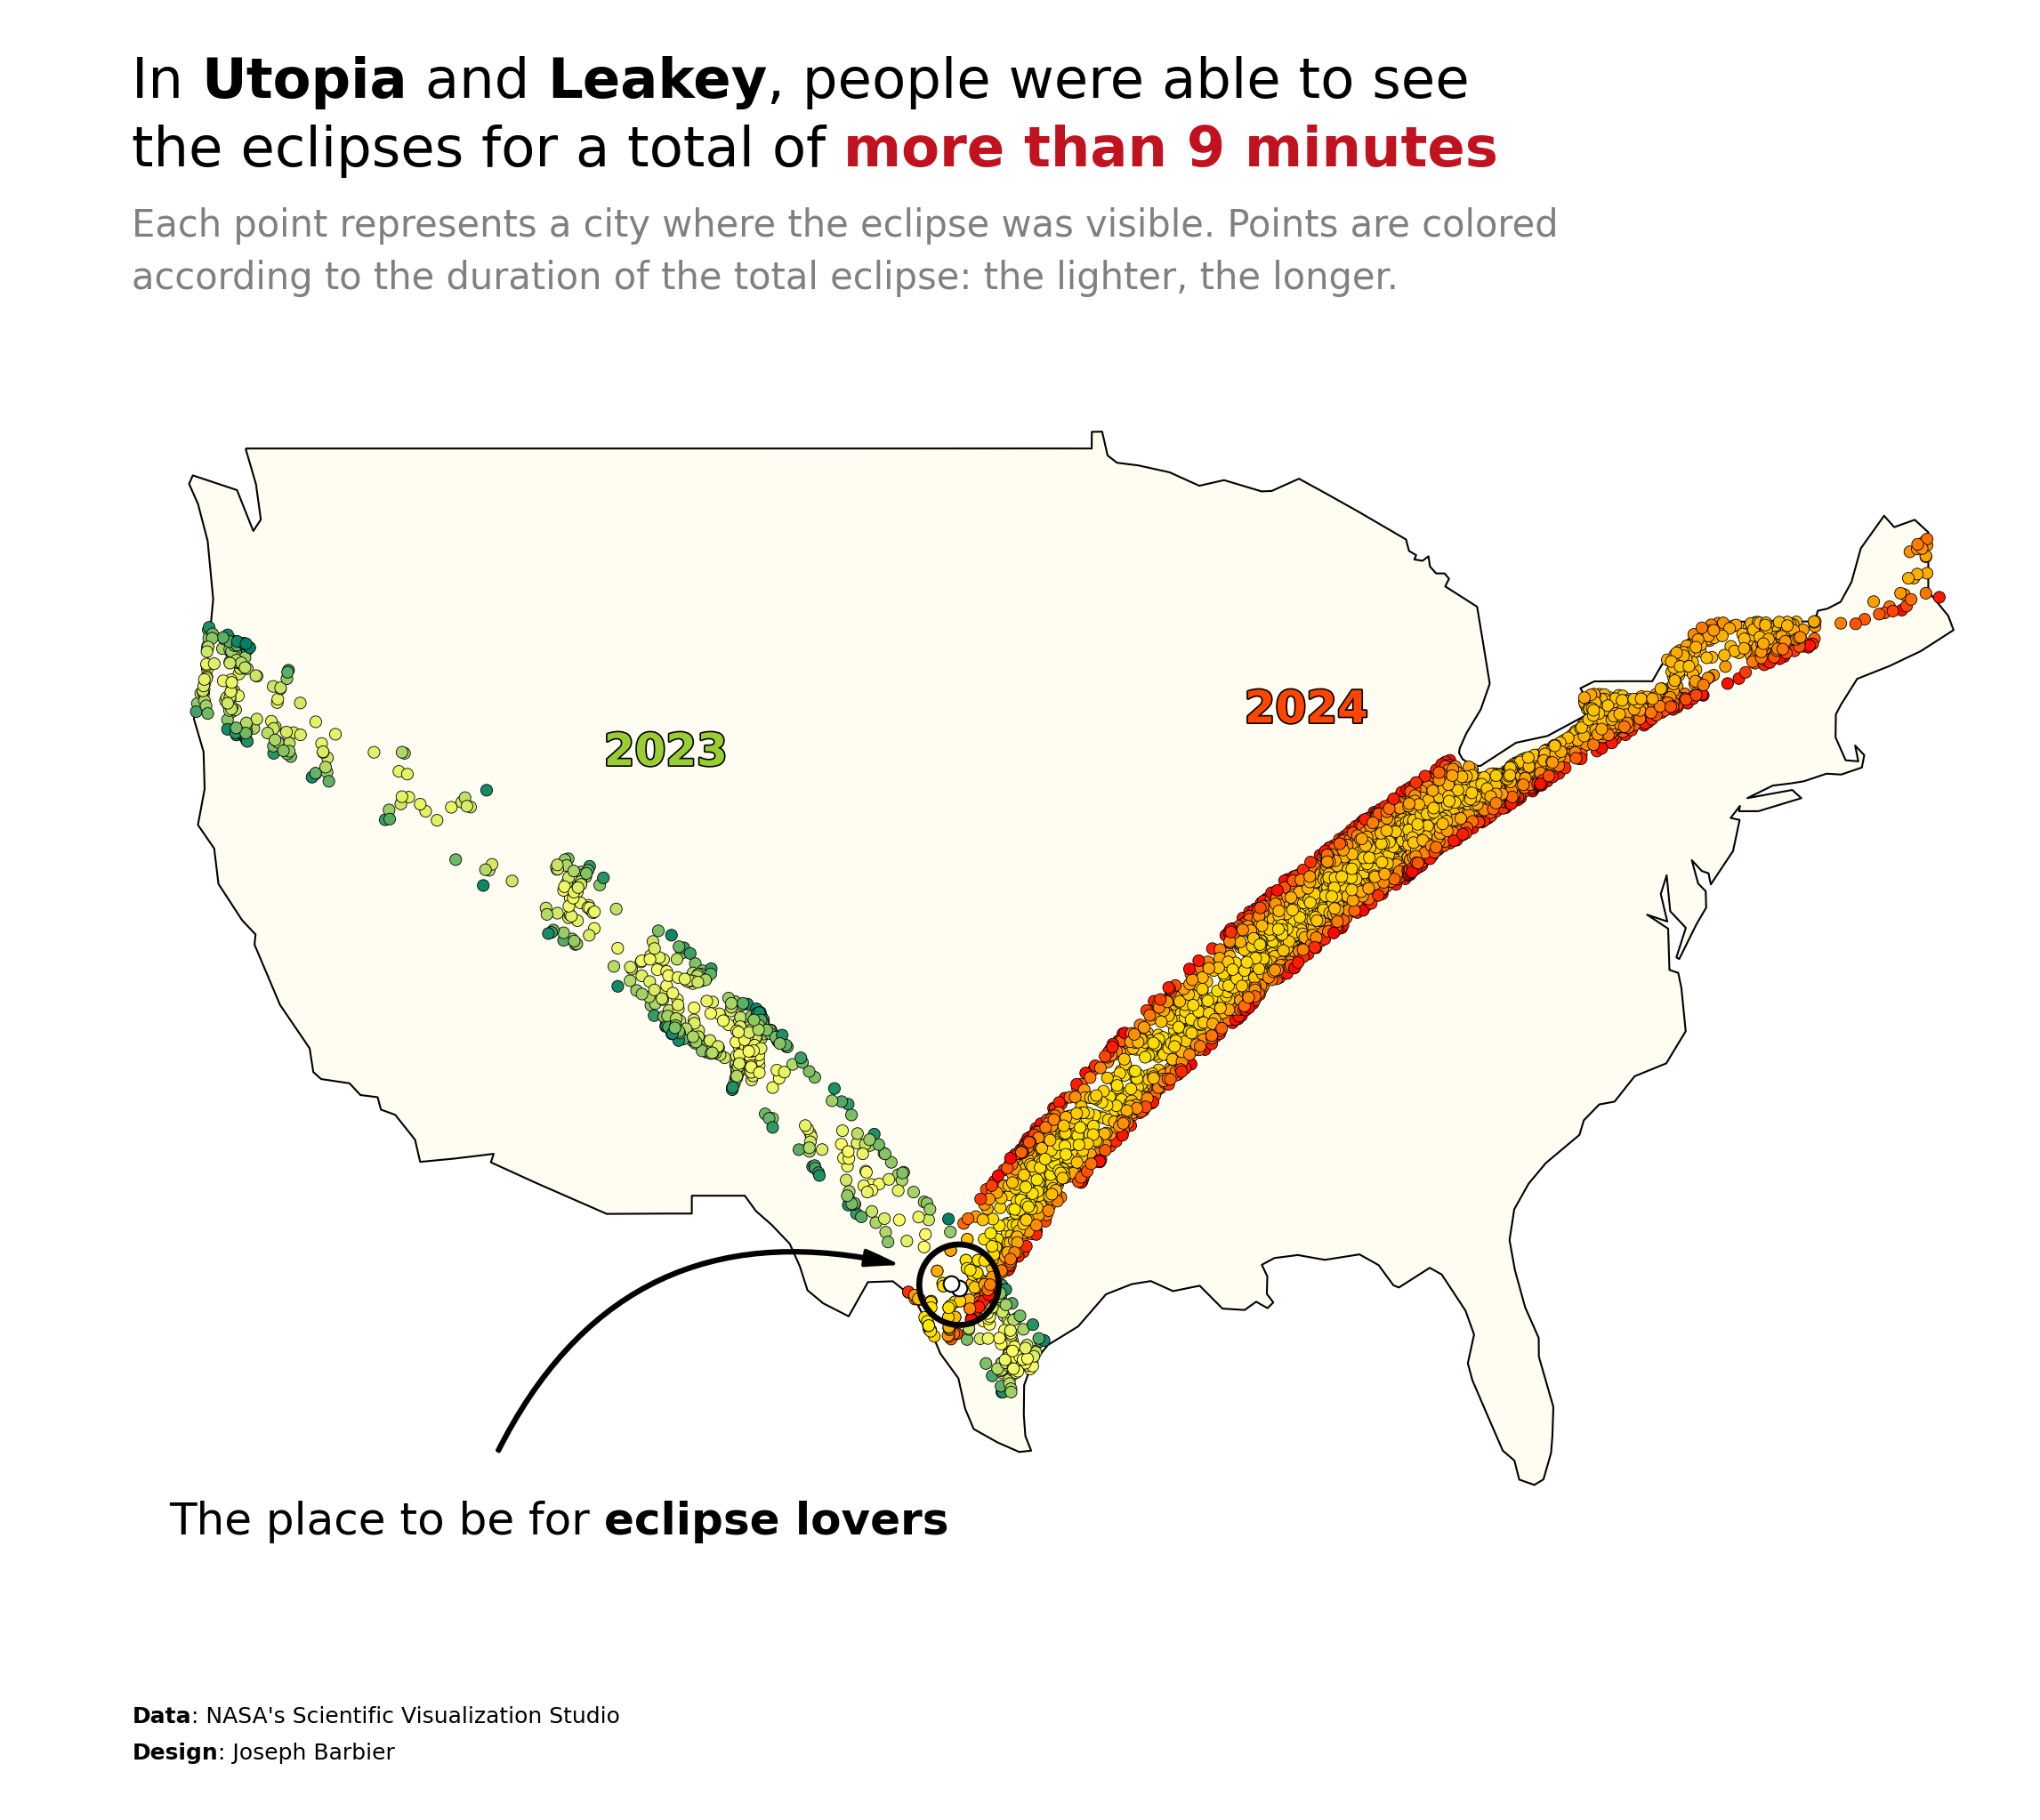 In Utopia and Leakey, people were able to see
the eclipses for a total of more than 9 minutes
Each point represents a city where the eclipse was visible. Points are colored
according to the duration of the total eclipse: the lighter, the longer.
2024
2023
The place to be for eclipse lovers
Data: NASA's Scientific Visualization Studio
Design: Joseph Barbier